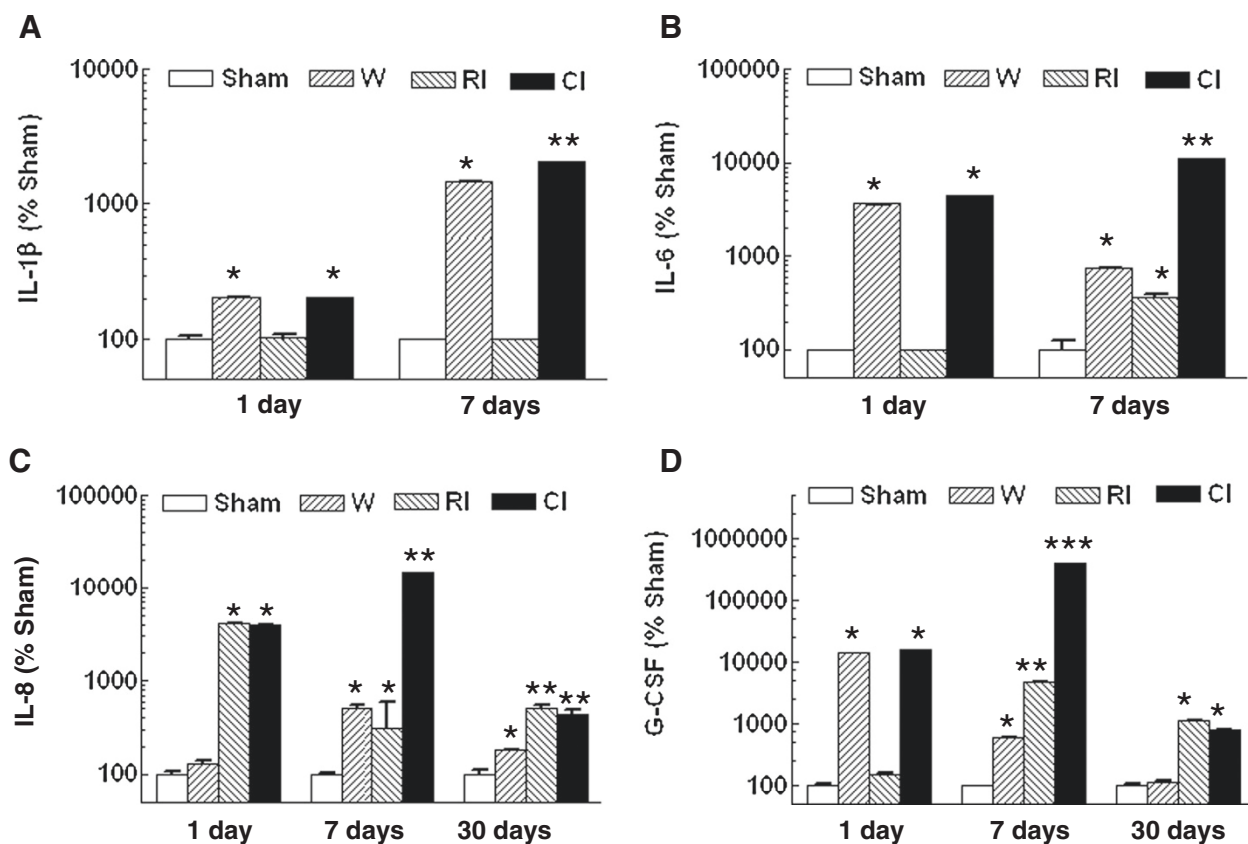 A
IL-1β (% Sham)
10000
1000
100
Sham W RI CI
* * * **
1 day 7 days
B
IL-6 (% Sham)
100000
10000
1000
100
Sham W RI CI
* * * * **
1 day 7 days
C
IL-8 (% Sham)
100000
10000
1000
100
Sham W RI CI
* * * * ** * ** **
1 day 7 days 30 days
D
G-CSF (% Sham)
1000000
100000
10000
1000
100
Sham W RI CI
* * * ** *** * *
1 day 7 days 30 days